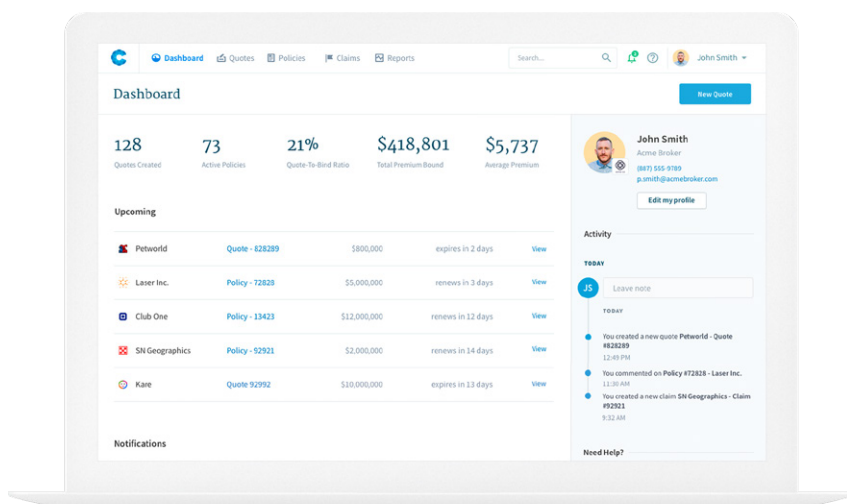 Dashboard Quotes Policies Claims Reports Search... John Smith
Dashboard
New Quote
128 73 21% $418,801 $5,737
Quotes Created Active Policies Quote-To-Bind Ratio Total Premium Bound Average Premium
Upcoming
Petworld Quote - 828289 $800,000 expires in 2 days View
Laser Inc. Policy - 72828 $5,000,000 renews in 3 days View
Club One Policy - 13423 $12,000,000 renews in 12 days View
SN Geographics Policy - 92921 $2,000,000 renews in 14 days View
Kare Quote 92992 $10,000,000 expires in 13 days View
Notifications
John Smith
Acme Broker
(887) 555-9789
p.smith@acmebroker.com
Edit my profile
Activity
TODAY
JS Leave note
TODAY
You created a new quote Petworld - Quote
#828289
12:49 PM
You commented on Policy #72828 - Laser Inc.
11:30 AM
You created a new claim SN Geographics - Claim
#92921
9:32 AM
Need Help?